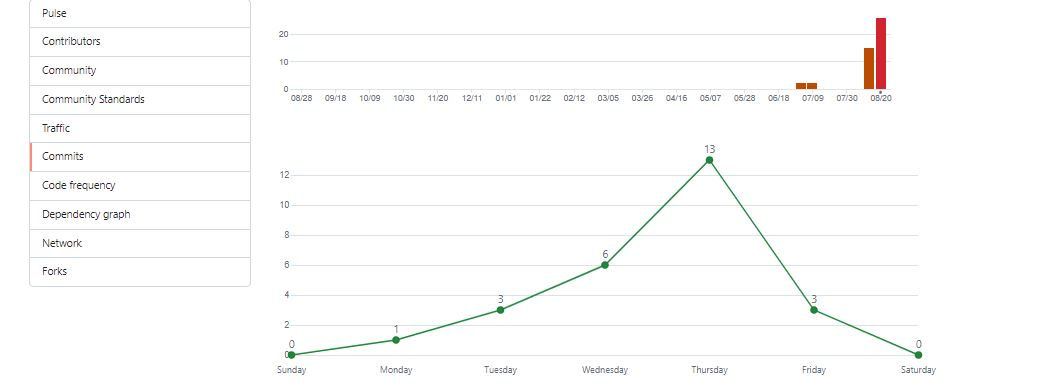 Pulse
Contributors
Community
Community Standards
Traffic
Commits
Code frequency
Dependency graph
Network
Forks
20
10
0
08/28 09/18 10/09 10/30 11/20 12/11 01/01 01/22 02/12 03/05 03/26 04/16 05/07 05/28 06/18 07/09 07/30 08/20
13
12
10
8
6
6
4
3 3
2
1
0 0
0
Sunday Monday Tuesday Wednesday Thursday Friday Saturday